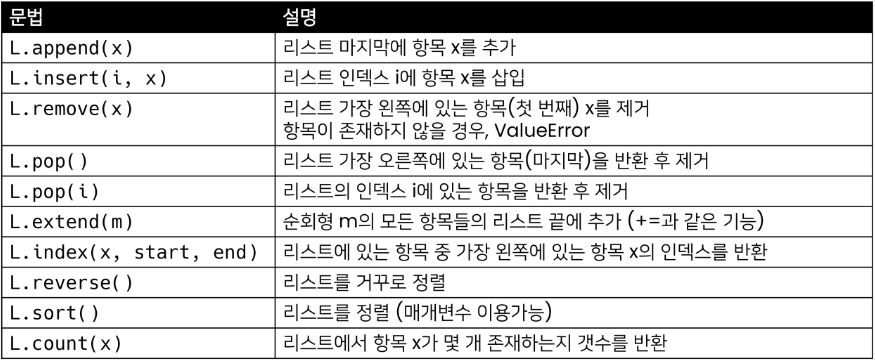 문법 설명
L.append(x) 리스트 마지막에 항목 x를 추가
L.insert(i, x) 리스트 인덱스 i에 항목 x를 삽입
L.remove(x) 리스트 가장 왼쪽에 있는 항목(첫 번째) x를 제거
항목이 존재하지 않을 경우, ValueError
L.pop() 리스트 가장 오른쪽에 있는 항목(마지막)을 반환 후 제거
L.pop(i) 리스트의 인덱스 i에 있는 항목을 반환 후 제거
L.extend(m) 순회형 m의 모든 항목들의 리스트 끝에 추가 (+=과 같은 기능)
L.index(x, start, end) 리스트에 있는 항목 중 가장 왼쪽에 있는 항목 x의 인덱스를 반환
L.reverse() 리스트를 거꾸로 정렬
L.sort() 리스트를 정렬 (매개변수 이용가능)
L.count(x) 리스트에서 항목 x가 몇 개 존재하는지 갯수를 반환